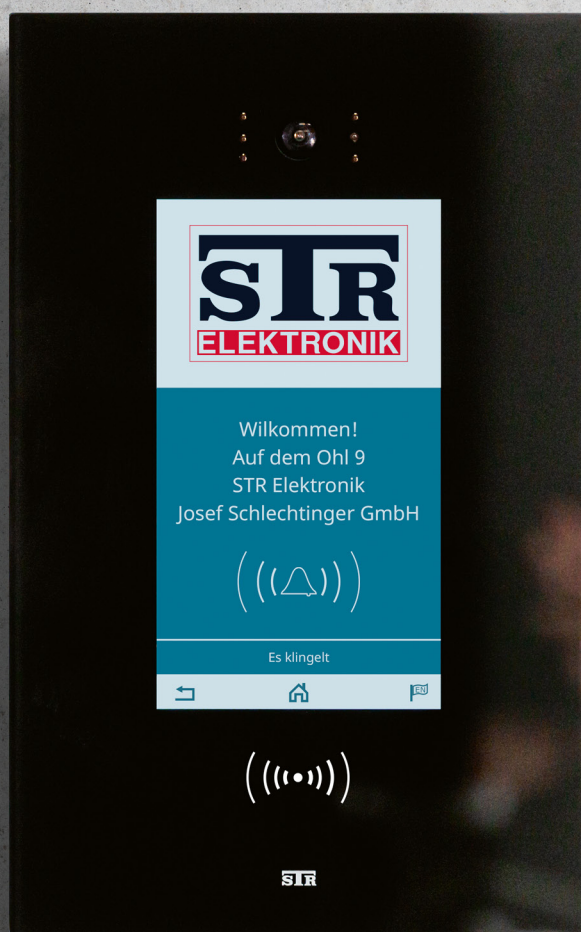 STR
ELEKTRONIK
Wilkommen!
Auf dem Ohl 9
STR Elektronik
Josef Schlechtinger GmbH
Es klingelt
EN
STR